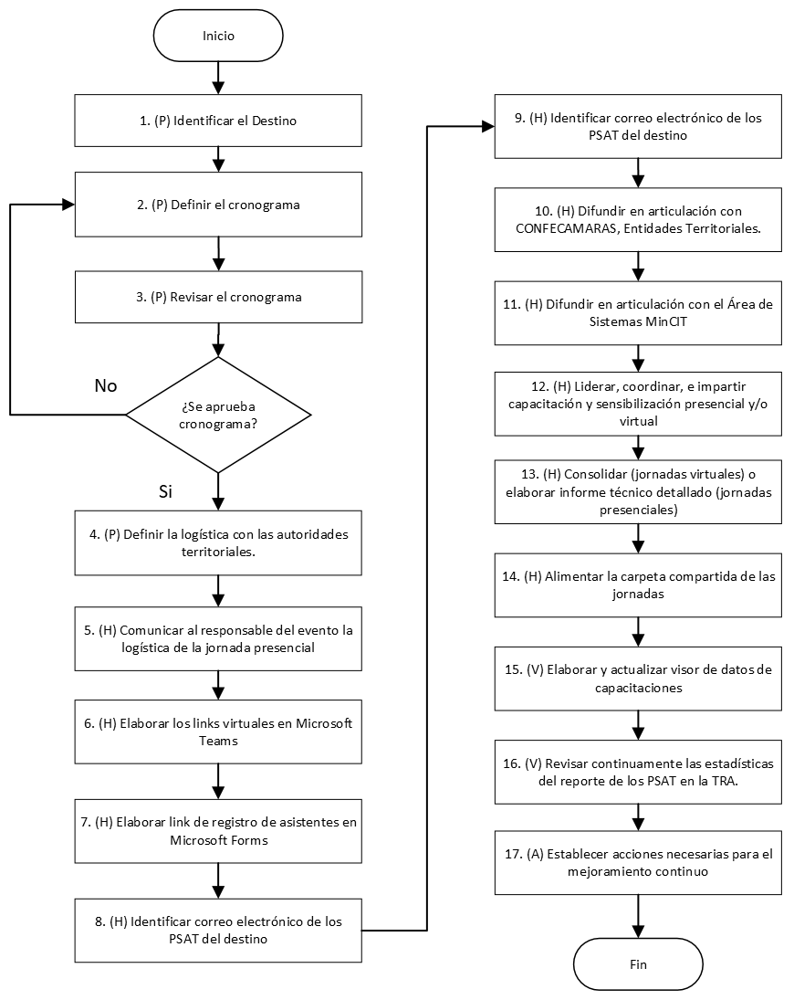 Inicio
1. (P) Identificar el Destino
2. (P) Definir el cronograma
3. (P) Revisar el cronograma
¿Se aprueba
cronograma?
No
Si
4. (P) Definir la logística con las autoridades
territoriales.
5. (H) Comunicar al responsable del evento la
logística de la jornada presencial
6. (H) Elaborar los links virtuales en Microsoft
Teams
7. (H) Elaborar link de registro de asistentes en
Microsoft Forms
8. (H) Identificar correo electrónico de los
PSAT del destino
9. (H) Identificar correo electrónico de los
PSAT del destino
10. (H) Difundir en articulación con
CONFECAMARAS, Entidades Territoriales.
11. (H) Difundir en articulación con el Área de
Sistemas MinCIT
12. (H) Liderar, coordinar, e impartir
capacitación y sensibilización presencial y/o
virtual
13. (H) Consolidar (jornadas virtuales) o
elaborar informe técnico detallado (jornadas
presenciales)
14. (H) Alimentar la carpeta compartida de las
jornadas
15. (V) Elaborar y actualizar visor de datos de
capacitaciones
16. (V) Revisar continuamente las estadísticas
del reporte de los PSAT en la TRA.
17. (A) Establecer acciones necesarias para el
mejoramiento continuo
Fin